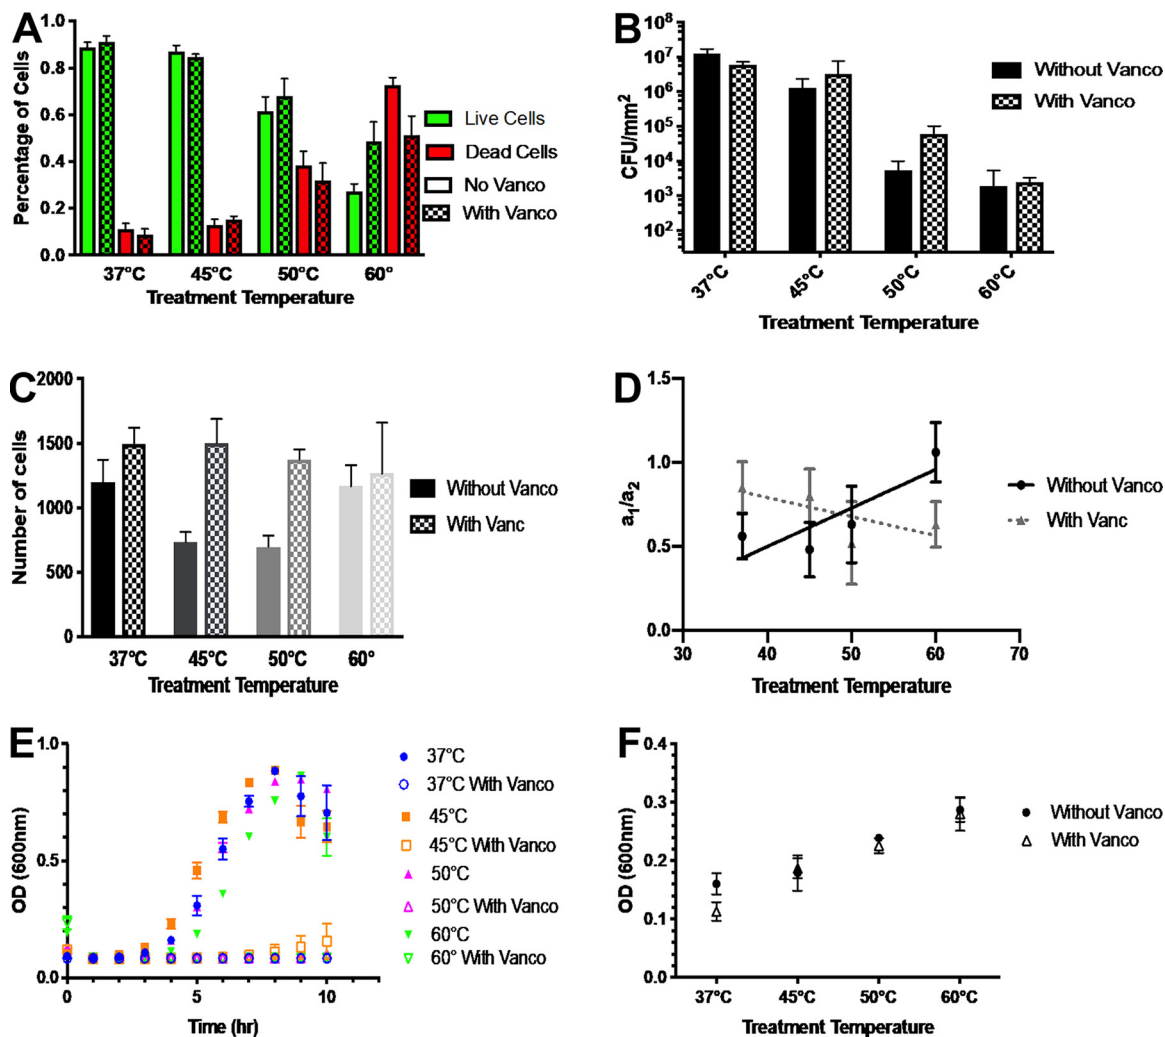 A
Percentage of Cells
1.0
0.8
0.6
0.4
0.2
0.0
37°C 45°C 50°C 60°
Treatment Temperature
Live Cells
Dead Cells
No Vanco
With Vanco
B
CFU/mm2
10^7 10^8
10^7
10^6
10^5
10^4
10^3
10^2
37°C 45°C 50°C 60°C
Treatment Temperature
Without Vanco
With Vanco
C
Number of cells
2000
1500
1000
500
0
37°C 45°C 50°C 60°
Treatment Temperature
Without Vanco
With Vanc
D
a1/a2
1.5
1.0
0.5
0.0
30 40 50 60 70
Treatment Temperature
Without Vanco
With Vanc
E
OD (600nm)
1.0
0.5
0.0
0 5 10
Time (hr)
37°C
37°C With Vanco
45°C
45°C With Vanco
50°C
50°C With Vanco
60°C
60° With Vanco
F
OD (600nm)
0.4
0.3
0.2
0.1
0.0
37°C 45°C 50°C 60°C
Treatment Temperature
Without Vanco
With Vanco